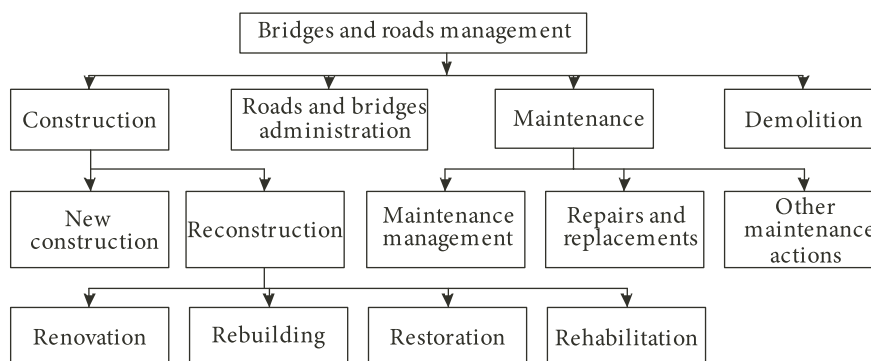 Bridges and roads management
Construction
Roads and bridges
administration
Maintenance
Demolition
New
construction
Reconstruction
Maintenance
management
Repairs and
replacements
Other
maintenance
actions
Renovation
Rebuilding
Restoration
Rehabilitation